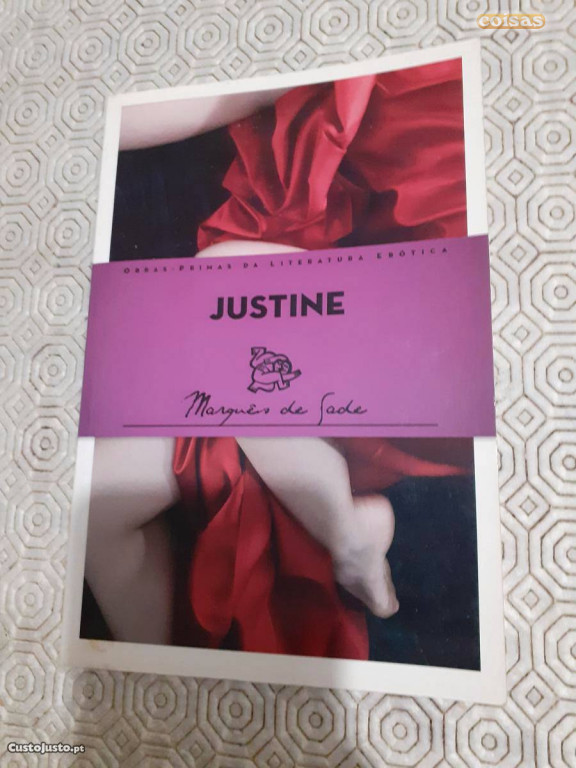 coisas
OBRAS-PRIMAS DA LITERATURA ERÓTICA
JUSTINE
Marquês de Sade
CustoJusto.pt